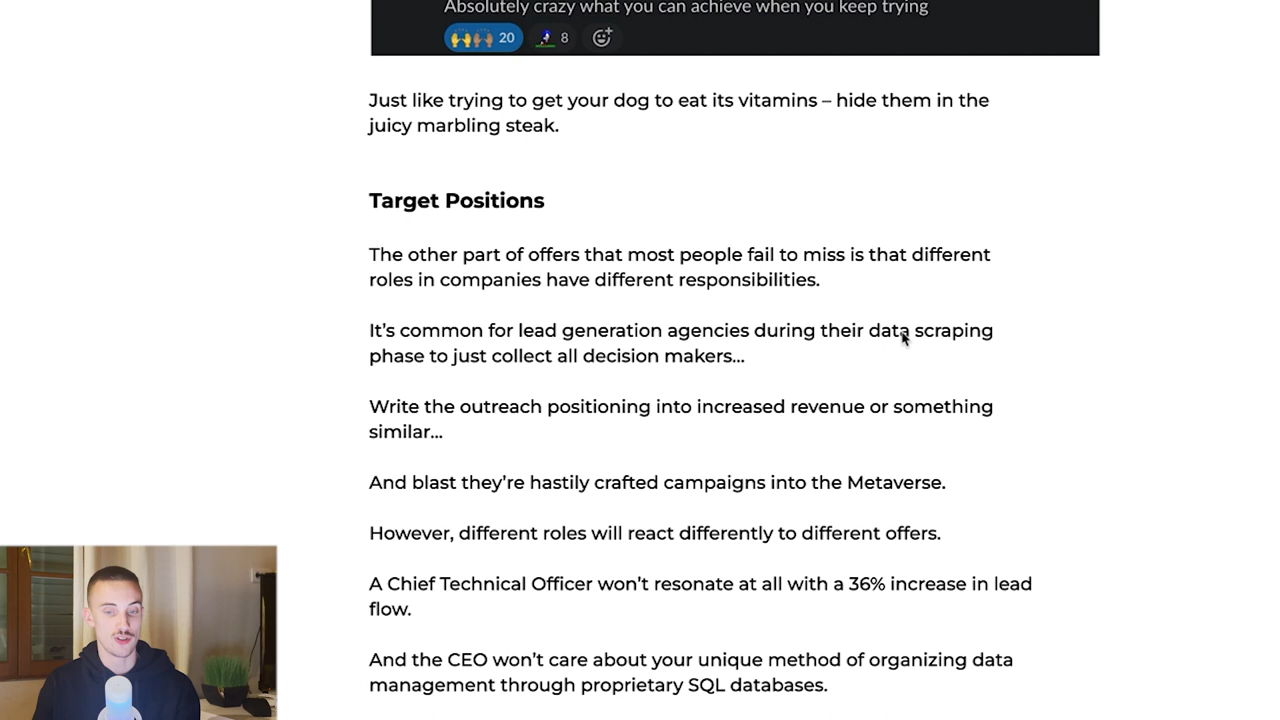 Absolutely crazy what you can achieve when you keep trying
20
8
Just like trying to get your dog to eat its vitamins – hide them in the
juicy marbling steak.
Target Positions
The other part of offers that most people fail to miss is that different
roles in companies have different responsibilities.
It's common for lead generation agencies during their data scraping
phase to just collect all decision makers...
Write the outreach positioning into increased revenue or something
similar...
And blast they're hastily crafted campaigns into the Metaverse.
However, different roles will react differently to different offers.
A Chief Technical Officer won't resonate at all with a 36% increase in lead
flow.
And the CEO won't care about your unique method of organizing data
management through proprietary SQL databases.